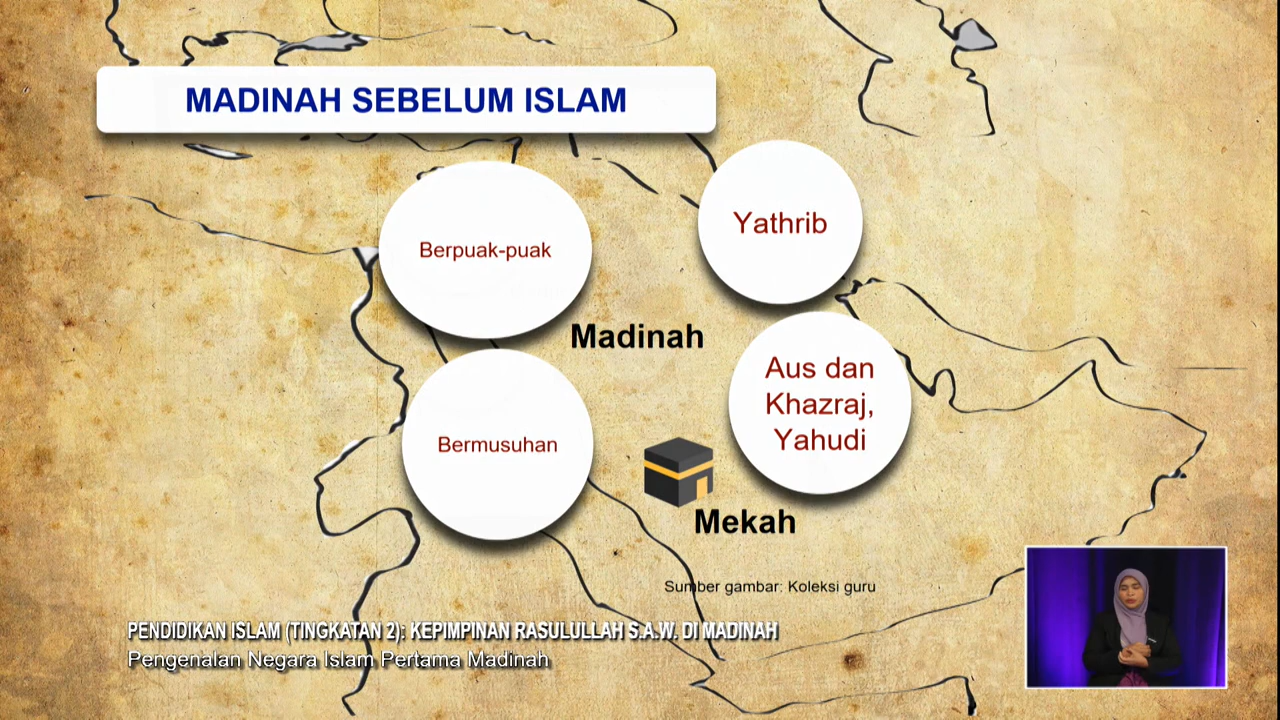 MADINAH SEBELUM ISLAM
Berpuak-puak
Yathrib
Madinah
Bermusuhan
Aus dan
Khazraj,
Yahudi
Mekah
Sumber gambar: Koleksi guru
PENDIDIKAN ISLAM (TINGKATAN 2): KEPIMPINAN RASULULLAH S.A.W. DI MADINAH
Pengenalan Negara Islam Pertama Madinah